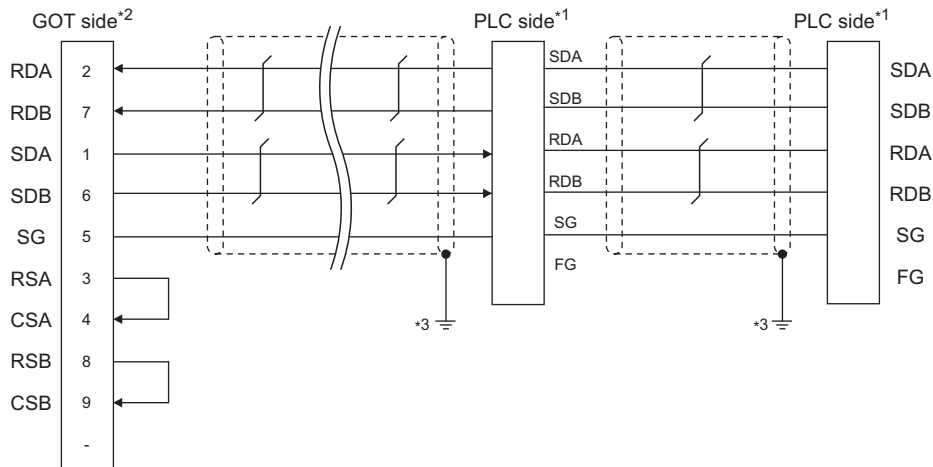 GOT side*2 PLC side*1 PLC side*1
RDA 2 SDA SDA
RDB 7 SDB SDB
SDA 1 RDA RDA
SDB 6 RDB RDB
SG 5 SG SG
RSA 3 FG FG
CSA 4 *3 *3
RSB 8
CSB 9
-